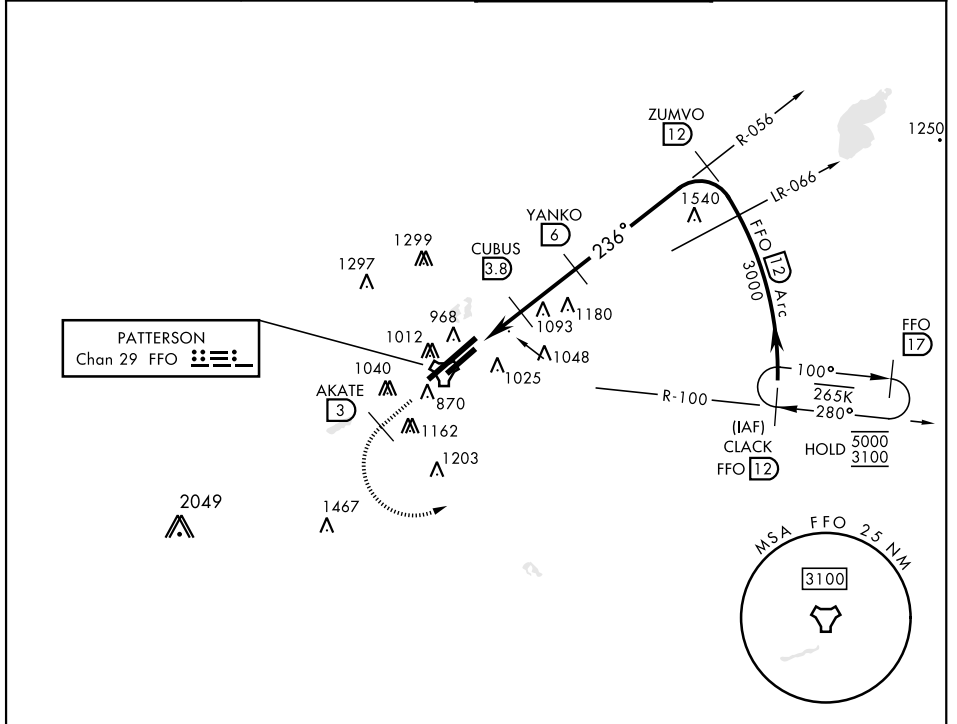 ZUMVO
12
R-056
1250
LR-066
1540
YANKO
6
236°
FFO 12 Arc
3000
1299
1297
CUBUS
3.8
1180
1093
968
PATTERSON
Chan 29 FFO
1012
1048
1025
1040
AKATE
3
870
1162
1203
R-100
FFO
17
100°
265K
280°
(IAF)
CLACK
FFO 12
HOLD 5000
3100
2049
1467
MSA FFO 25 NM
3100